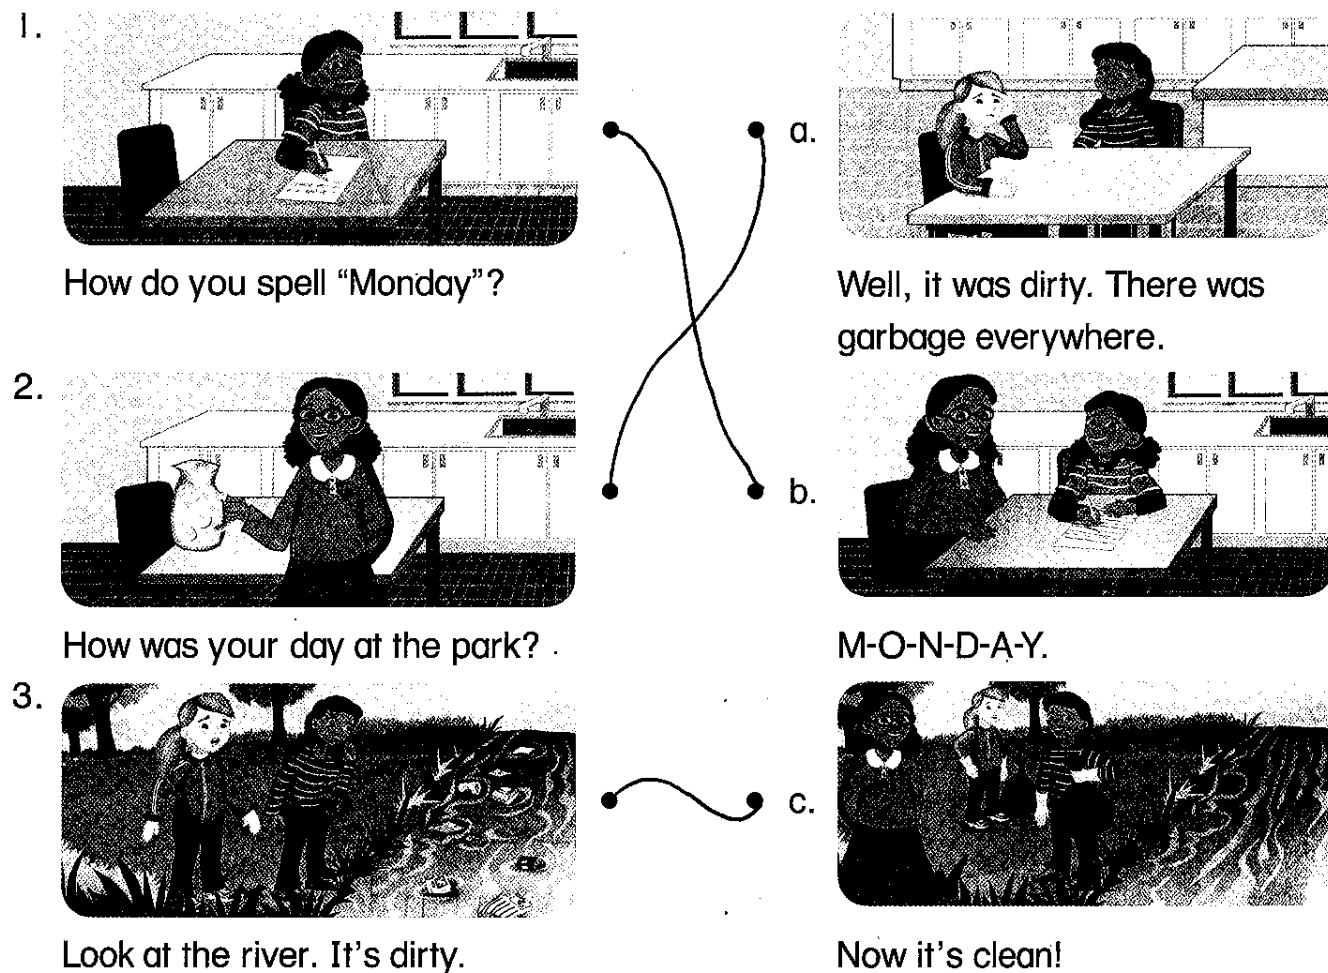 1.
a.
How do you spell “Monday”?
Well, it was dirty. There was
garbage everywhere.
2.
b.
How was your day at the park?
M-O-N-D-A-Y.
3.
c.
Look at the river. It's dirty.
Now it's clean!